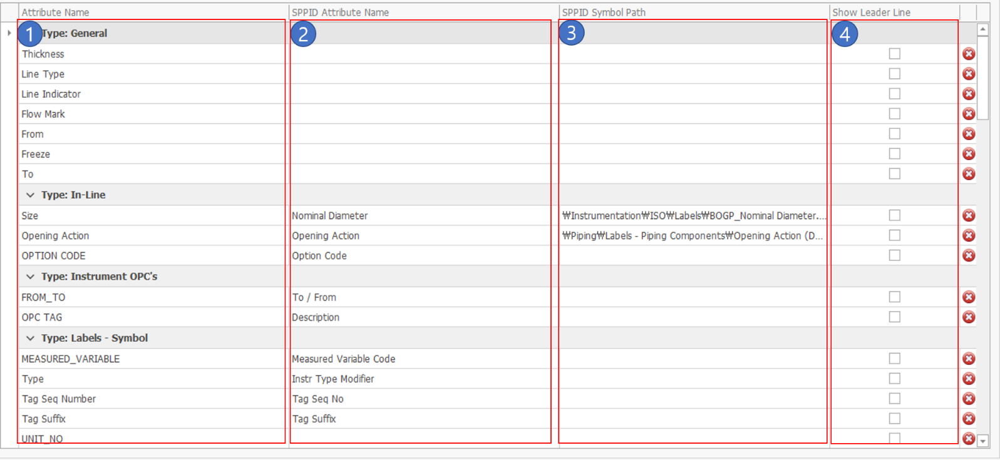 Attribute Name SPPID Attribute Name SPPID Symbol Path Show Leader Line
1 Type: General 2 3 4
Thickness
Line Type
Line Indicator
Flow Mark
From
Freeze
To
Type: In-Line
Size Nominal Diameter ₩Instrumentation₩ISO₩Labels₩BOGP_Nominal Diameter....
Opening Action Opening Action ₩Piping₩Labels - Piping Components₩Opening Action (D...
OPTION CODE Option Code
Type: Instrument OPC's
FROM_TO To / From
OPC TAG Description
Type: Labels - Symbol
MEASURED_VARIABLE Measured Variable Code
Type Instr Type Modifier
Tag Seq Number Tag Seq No
Tag Suffix Tag Suffix
UNIT_NO